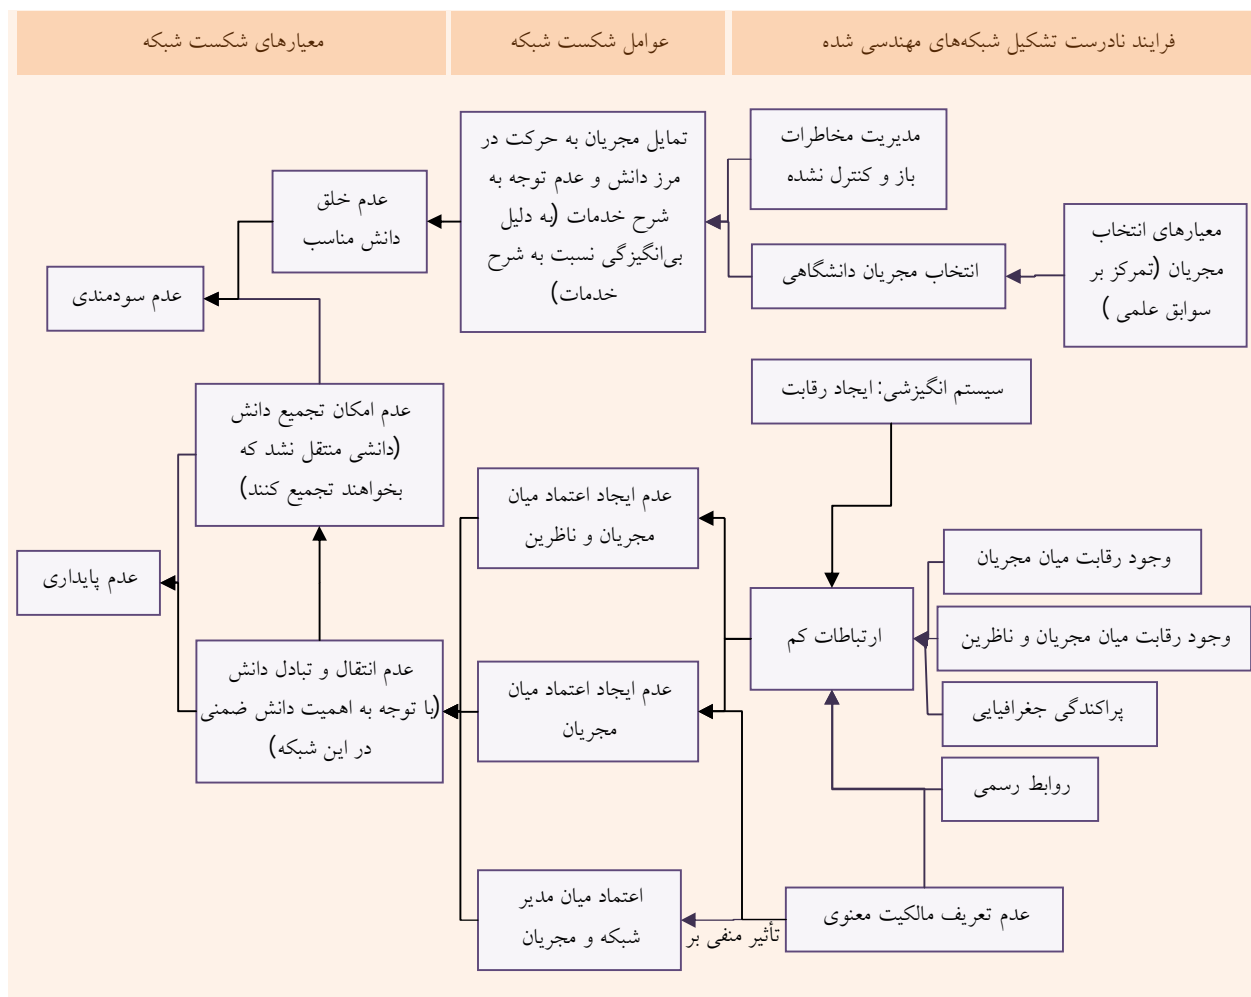 فرایند نادرست تشکیل شبکه‌های مهندسی شده
عوامل شکست شبکه
معیارهای شکست شبکه
مدیریت مخاطرات
باز و کنترل نشده
انتخاب مجریان دانشگاهی
معیارهای انتخاب
مجریان (تمرکز بر
سوابق علمی )
سیستم انگیزشی: ایجاد رقابت
وجود رقابت میان مجریان
وجود رقابت میان مجریان و ناظرین
پراکندگی جغرافیایی
روابط رسمی
ارتباطات کم
عدم تعریف مالکیت معنوی
تأثیر منفی بر
تمایل مجریان به حرکت در
مرز دانش و عدم توجه به
شرح خدمات (به دلیل
بی‌انگیزگی نسبت به شرح
خدمات)
عدم ایجاد اعتماد میان
مجریان و ناظرین
عدم ایجاد اعتماد میان
مجریان
اعتماد میان مدیر
شبکه و مجریان
عدم خلق
دانش مناسب
عدم سودمندی
عدم امکان تجمیع دانش
(دانشی منتقل نشد که
بخواهند تجمیع کنند)
عدم پایداری
عدم انتقال و تبادل دانش
(با توجه به اهمیت دانش ضمنی
در این شبکه)